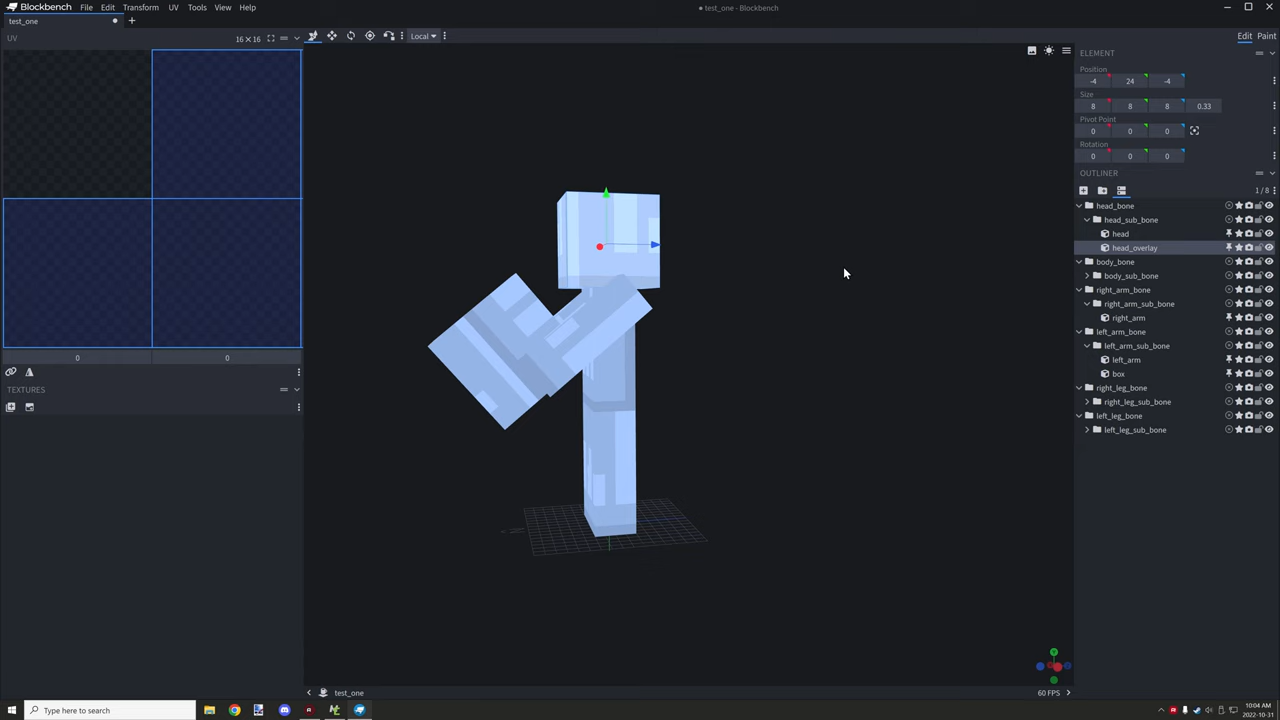 Blockbench File Edit Transform UV Tools View Help
● test_one - Blockbench
test_one
UV
16×16
Local
Edit Paint
ELEMENT
Position
-4 24 -4
Size
8 8 8 0.33
Pivot Point
0 0 0
Rotation
0 0 0
OUTLINER
1 / 8
head_bone
head_sub_bone
head
head_overlay
body_bone
body_sub_bone
right_arm_bone
right_arm_sub_bone
right_arm
left_arm_bone
left_arm_sub_bone
left_arm
box
right_leg_bone
right_leg_sub_bone
left_leg_bone
left_leg_sub_bone
0 0
TEXTURES
test_one
60 FPS
Type here to search
10:04 AM
2022-10-31